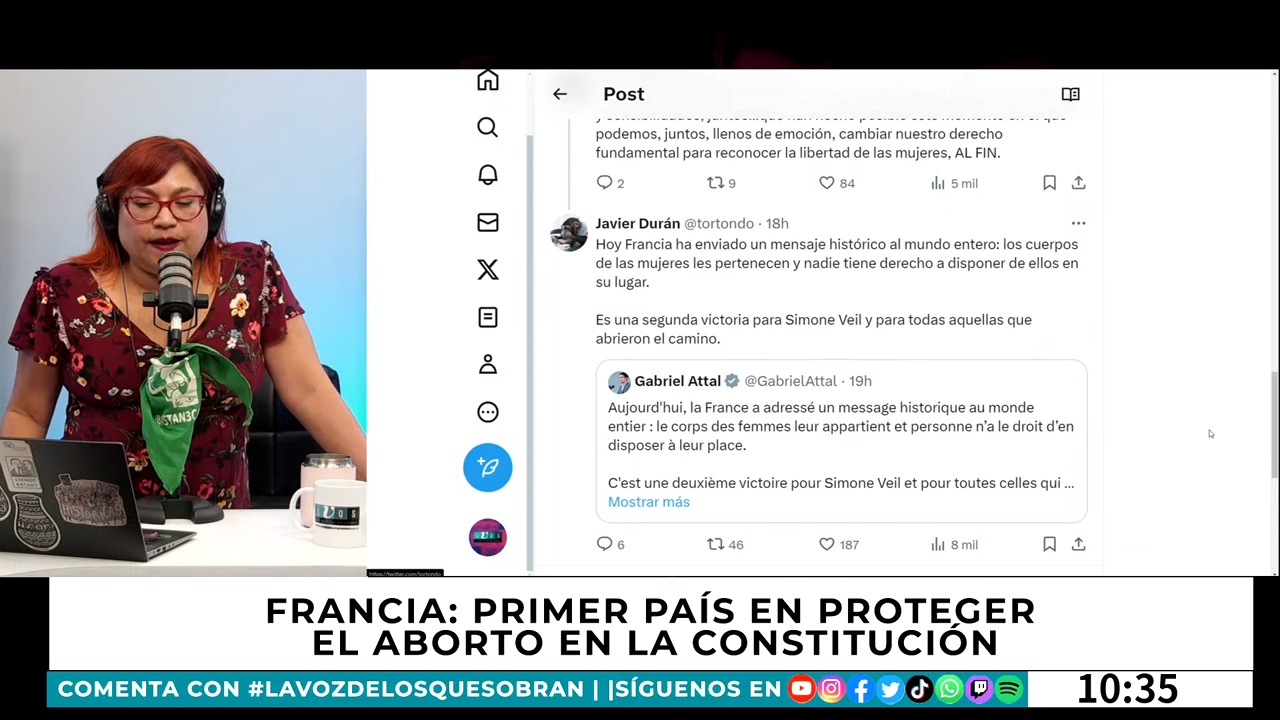 Post
podemos, juntos, llenos de emoción, cambiar nuestro derecho
fundamental para reconocer la libertad de las mujeres, AL FIN.
2 9 84 5 mil
Javier Durán @tortondo · 18h
Hoy Francia ha enviado un mensaje histórico al mundo entero: los cuerpos
de las mujeres les pertenecen y nadie tiene derecho a disponer de ellos en
su lugar.
Es una segunda victoria para Simone Veil y para todas aquellas que
abrieron el camino.
Gabriel Attal @GabrielAttal · 19h
Aujourd'hui, la France a adressé un message historique au monde
entier : le corps des femmes leur appartient et personne n'a le droit d'en
disposer à leur place.
C'est une deuxième victoire pour Simone Veil et pour toutes celles qui ...
Mostrar más
6 46 187 8 mil
https://twitter.com/tortondo
FRANCIA: PRIMER PAÍS EN PROTEGER
EL ABORTO EN LA CONSTITUCIÓN
COMENTA CON #LAVOZDELOSQUESOBRAN | |SÍGUENOS EN
10:35